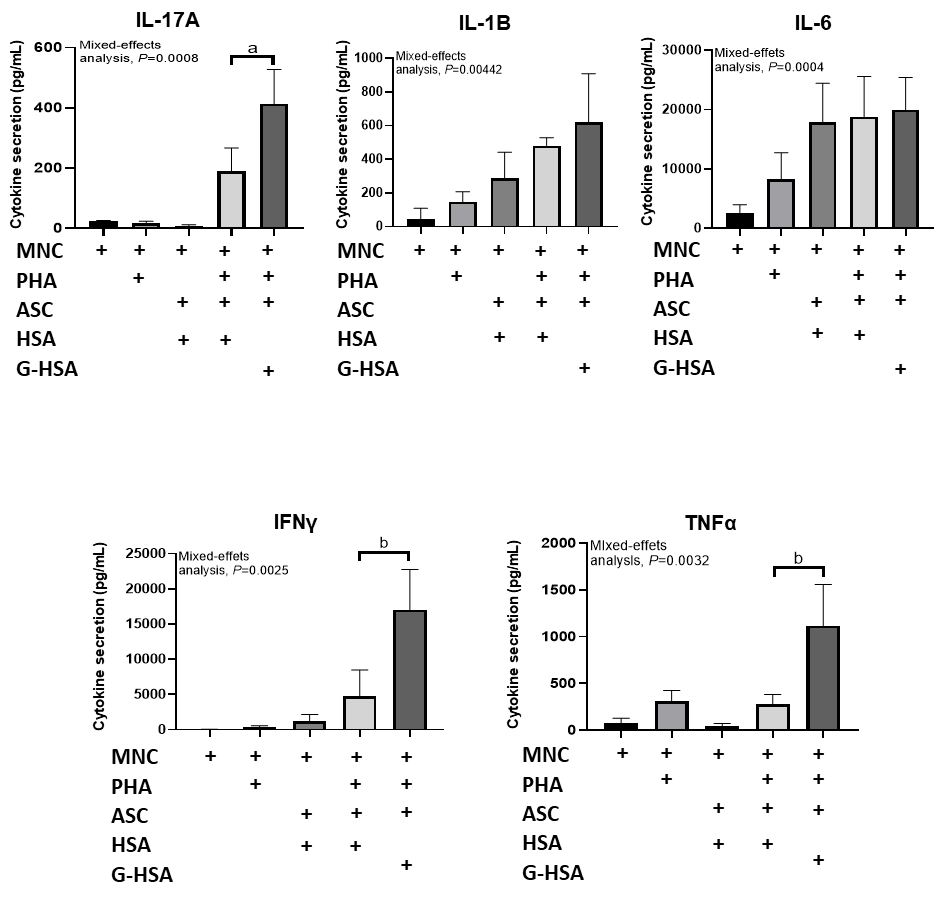 IL-17A
Cytokine secretion (pg/mL)
Mixed-effects
analysis, P=0.0008
a
600
400
200
0
MNC + + + + +
PHA + + +
ASC + + +
HSA + +
G-HSA +
IL-1B
Cytokine secretion (pg/mL)
Mixed-effects
analysis, P=0.00442
1000
800
600
400
200
0
MNC + + + + +
PHA + + +
ASC + + +
HSA + +
G-HSA +
IL-6
Cytokine secretion (pg/mL)
Mixed-effets
analysis, P=0.0004
30000
20000
10000
0
MNC + + + + +
PHA + + +
ASC + + +
HSA + +
G-HSA +
IFNγ
Cytokine secretion (pg/mL)
Mixed-effets
analysis, P=0.0025
b
25000
20000
15000
10000
5000
0
MNC + + + + +
PHA + + +
ASC + + +
HSA + +
G-HSA +
TNFα
Cytokine secretion (pg/mL)
Mixed-effets
analysis, P=0.0032
b
2000
1500
1000
500
0
MNC + + + + +
PHA + + +
ASC + + +
HSA + +
G-HSA +